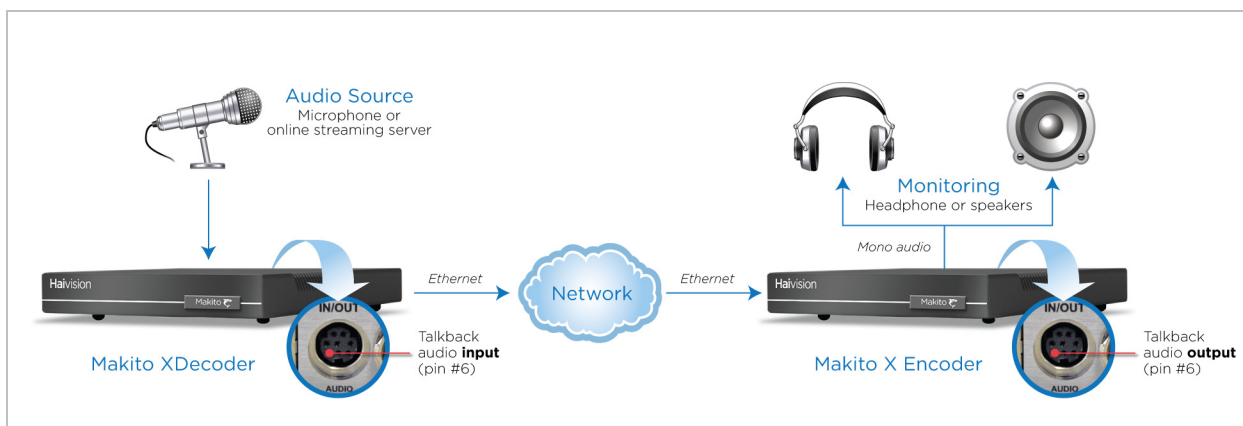 Audio Source
Microphone or
online streaming server
Monitoring
Headphone or speakers
Mono audio
Haivision
Makito
IN/OUT
AUDIO
Talkback
audio input
(pin #6)
Makito XDecoder
Ethernet
Network
Ethernet
Haivision
Makito
IN/OUT
AUDIO
Talkback
audio output
(pin #6)
Makito X Encoder